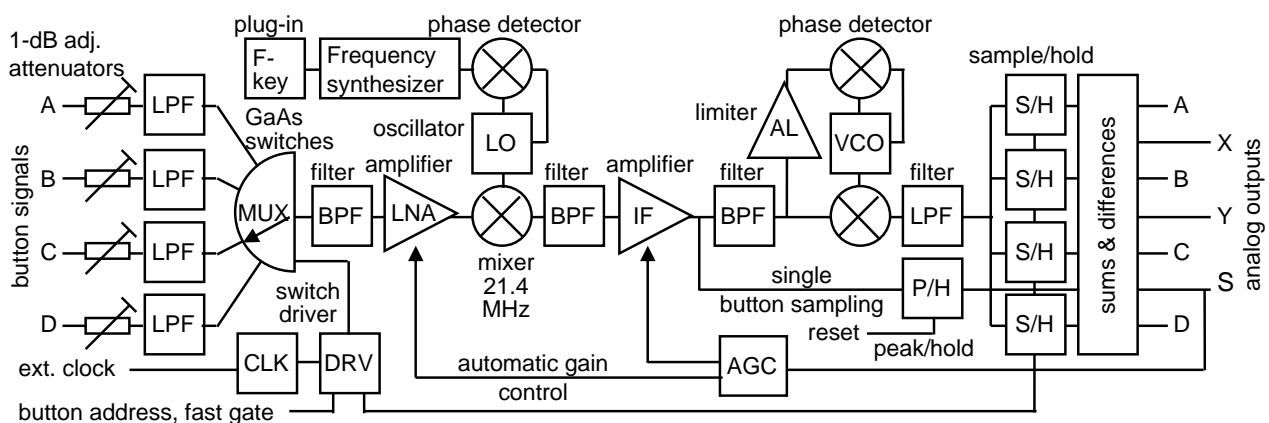 plug-in
phase detector
phase detector
1-dB adj.
attenuators
F-
key
Frequency
synthesizer
sample/hold
A
LPF
GaAs
switches
oscillator
LO
limiter
AL
VCO
S/H
A
X
button signals
B
LPF
filter
amplifier
filter
amplifier
filter
S/H
B
MUX
BPF
LNA
BPF
IF
BPF
LPF
sums & differences
Y
analog outputs
C
LPF
mixer
21.4
MHz
S/H
C
switch
driver
single
button sampling
P/H
S
D
LPF
reset
peak/hold
S/H
D
ext. clock
CLK
DRV
automatic gain
control
AGC
button address, fast gate